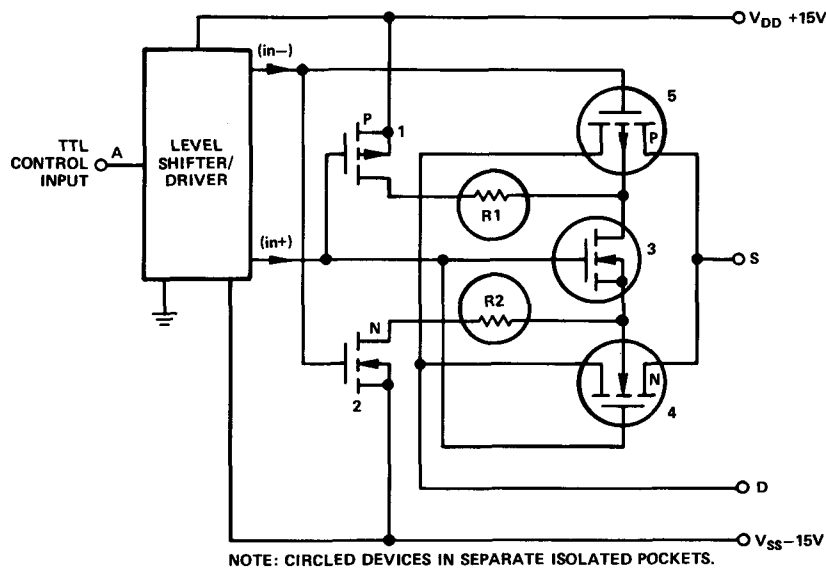 V_DD +15V
(in−)
5
P
1
P
TTL
CONTROL
INPUT
A
LEVEL
SHIFTER/
DRIVER
R1
(in+)
3
S
R2
N
2
N
4
D
V_SS −15V
NOTE: CIRCLED DEVICES IN SEPARATE ISOLATED POCKETS.